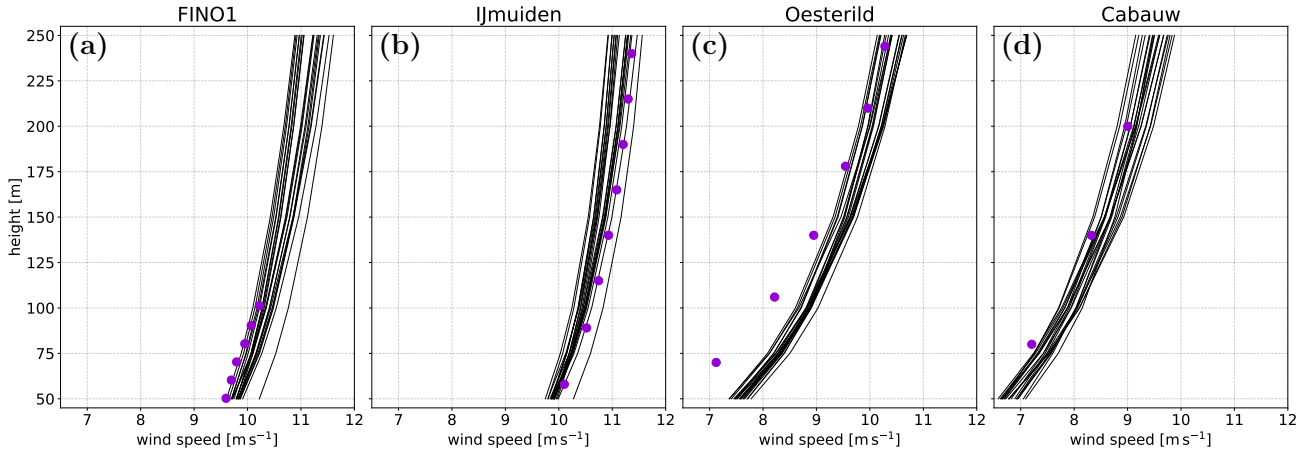 FINO1
IJmuiden
Oesterild
Cabauw
(a)
(b)
(c)
(d)
250
225
200
175
150
125
100
75
50
height [m]
7 8 9 10 11 12
7 8 9 10 11 12
7 8 9 10 11 12
7 8 9 10 11 12
wind speed [m s⁻¹]
wind speed [m s⁻¹]
wind speed [m s⁻¹]
wind speed [m s⁻¹]